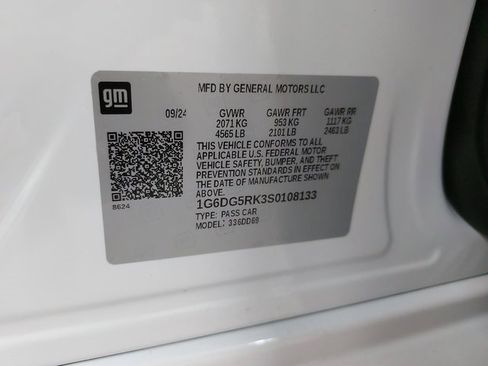 gm
MFD BY GENERAL MOTORS LLC
09/24 GVWR GAWR FRT GAWR RR
2071 KG 953 KG 1117 KG
4565 LB 2101 LB 2463 LB
THIS VEHICLE CONFORMS TO ALL
APPLICABLE U.S. FEDERAL MOTOR
VEHICLE SAFETY, BUMPER, AND THEFT
PREVENTION STANDARDS IN EFFECT ON
THE DATE OF MANUFACTURE SHOWN
ABOVE.
8624
1G6DG5RK3S0108133
TYPE: PASS CAR
MODEL: 336DD69